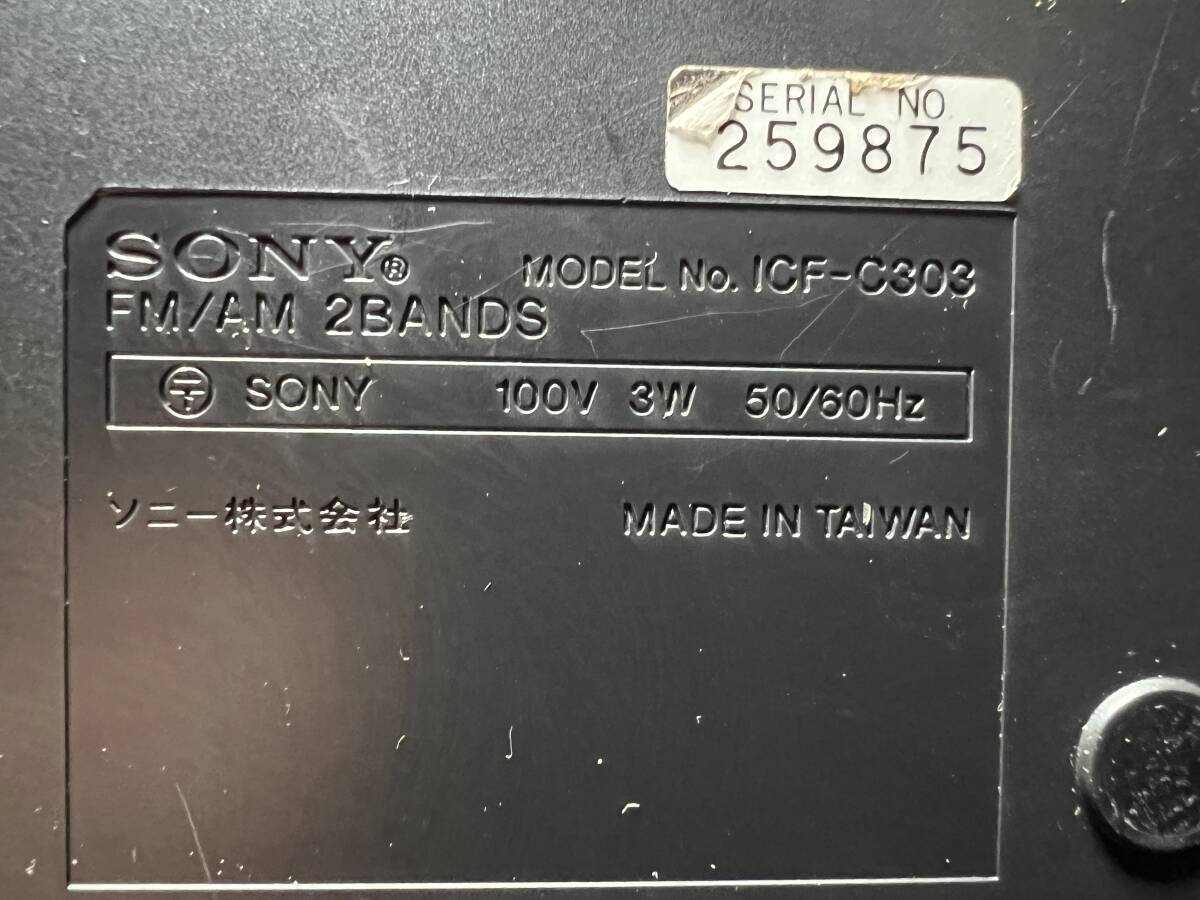 SERIAL NO.
259875
SONY® MODEL No. ICF-C303
FM/AM 2BANDS
〶 SONY 100V 3W 50/60Hz
ソニー株式会社 MADE IN TAIWAN